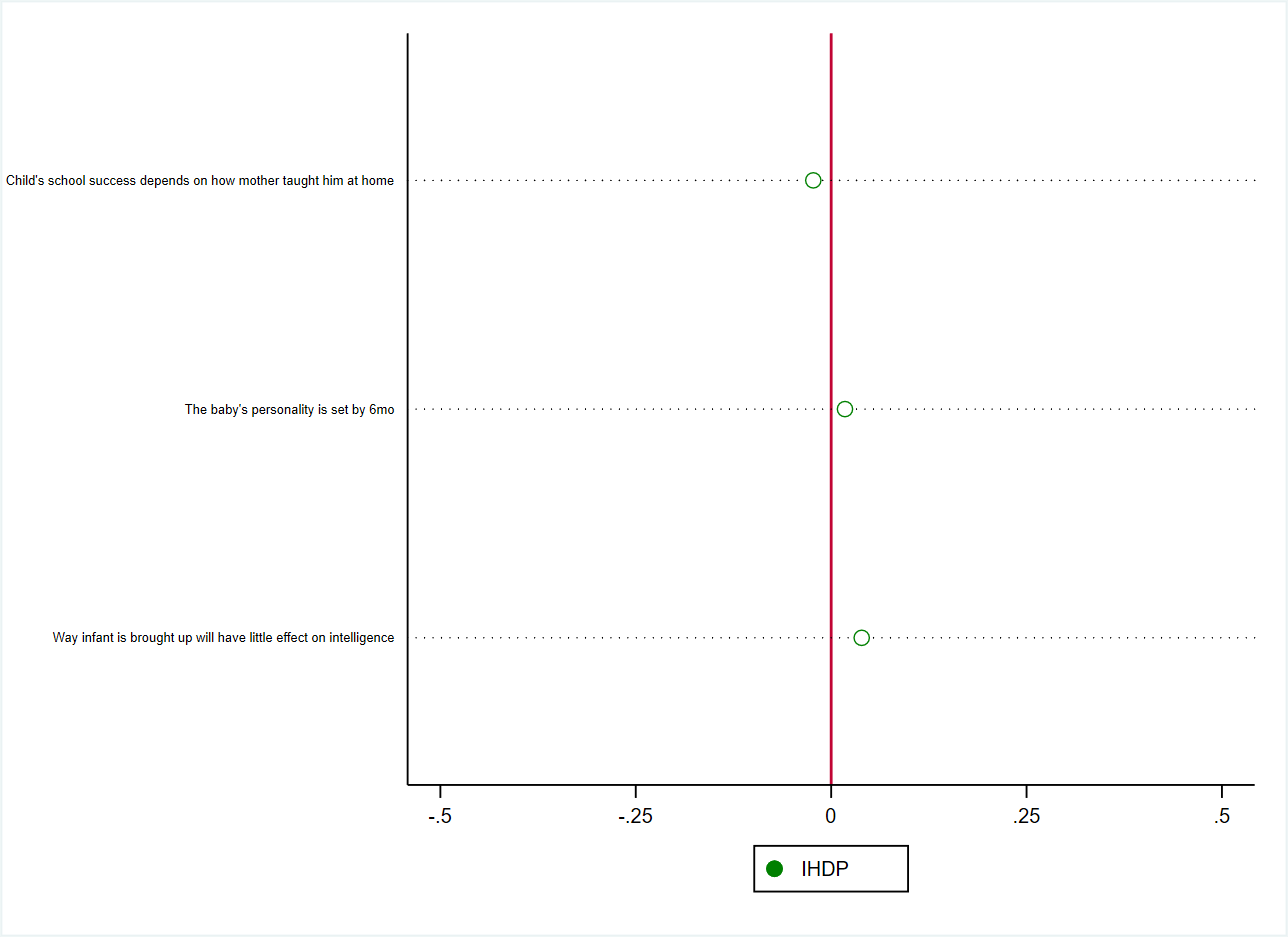 Child's school success depends on how mother taught him at home
The baby's personality is set by 6mo
Way infant is brought up will have little effect on intelligence
-.5 -.25 0 .25 .5
IHDP